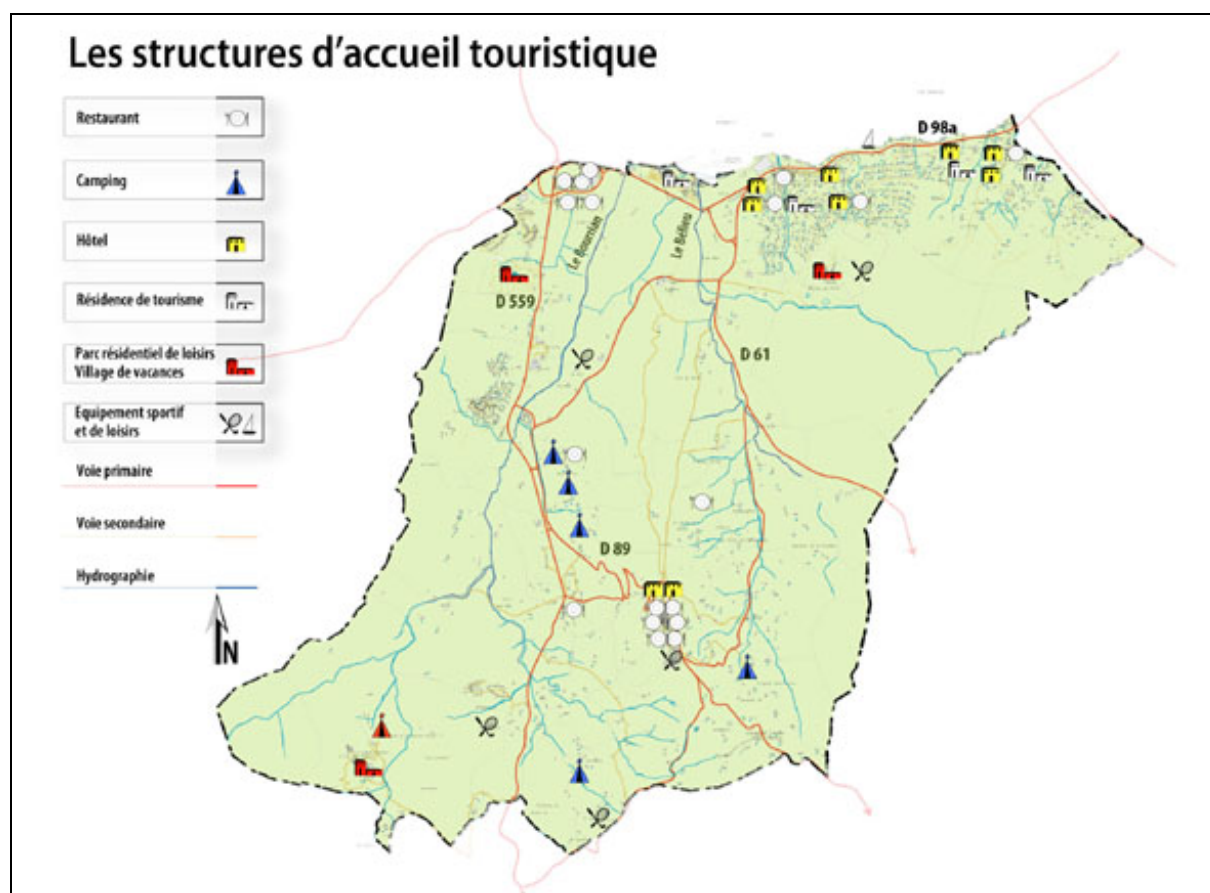 Les structures d'accueil touristique
Restaurant
Camping
Hôtel
Résidence de tourisme
Parc résidentiel de loisirs
Village de vacances
Equipement sportif
et de loisirs
Voie primaire
Voie secondaire
Hydrographie
N
D 98a
Le Bourrian
Le Bélieu
D 559
D 61
D 89